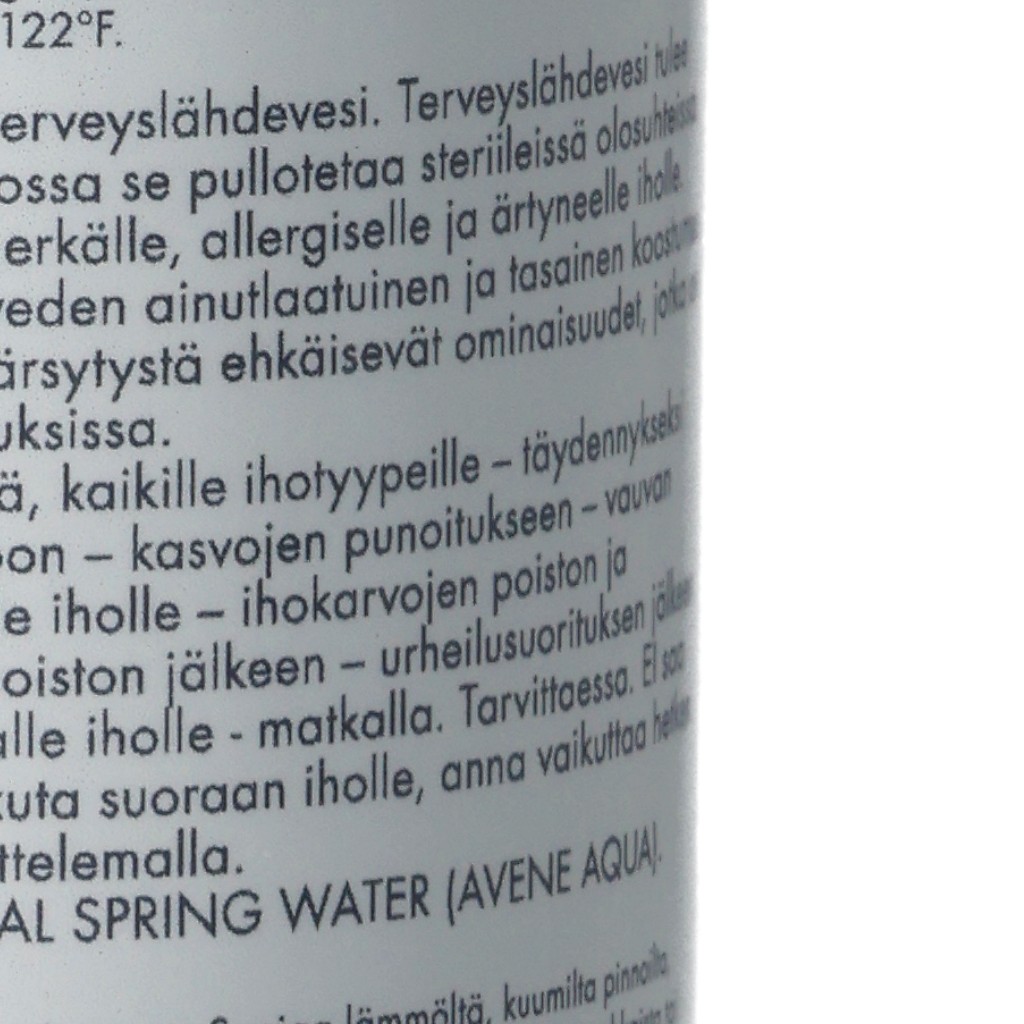 122°F.
erveyslähdevesi. Terveyslähdevesi tulee
ossa se pullotetaa steriileissä olosuhteissa
erkälle, allergiselle ja ärtyneelle iholle.
veden ainutlaatuinen ja tasainen
ärsytystä ehkäisevät ominaisuudet, jotka
uksissa.
ä, kaikille ihotyypeille – täydennykseksi
oon – kasvojen punoitukseen – vauvan
e iholle – ihokarvojen poiston ja
oiston jälkeen – urheilusuorituksen jälkeen
alle iholle - matkalla. Tarvittaessa. EI saa
kuta suoraan iholle, anna vaikuttaa hetken
ttelemalla.
AL SPRING WATER (AVENE AQUA).
lämmöltä, kuumilta pinnoilta,